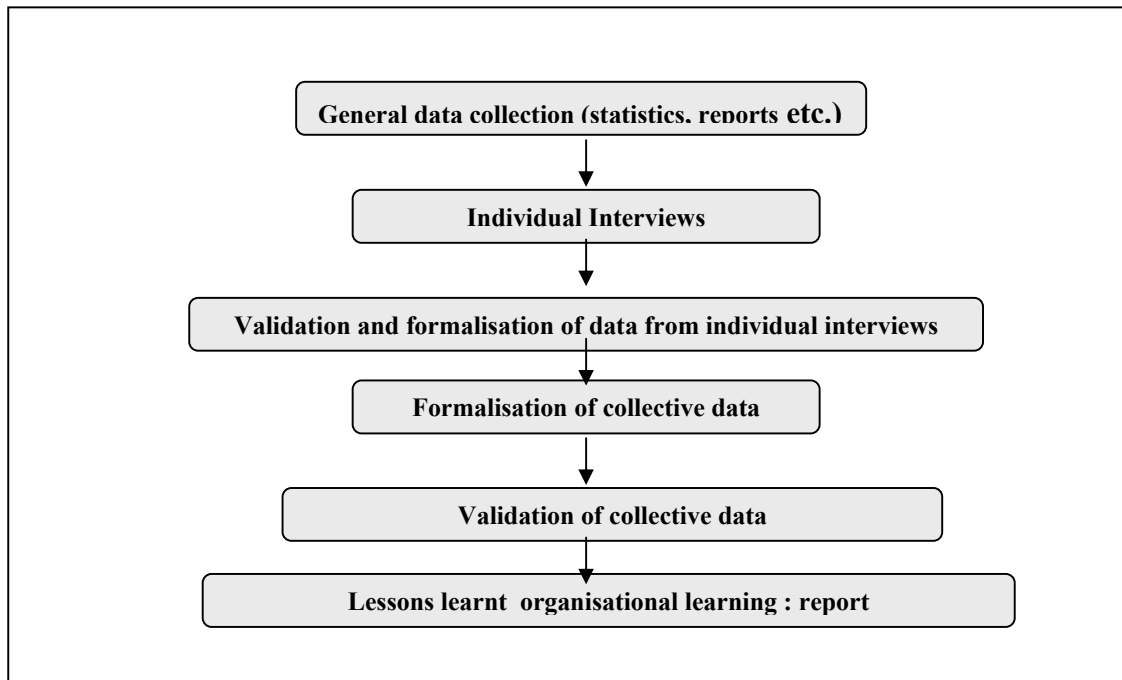 General data collection (statistics, reports etc.)
Individual Interviews
Validation and formalisation of data from individual interviews
Formalisation of collective data
Validation of collective data
Lessons learnt  organisational learning : report